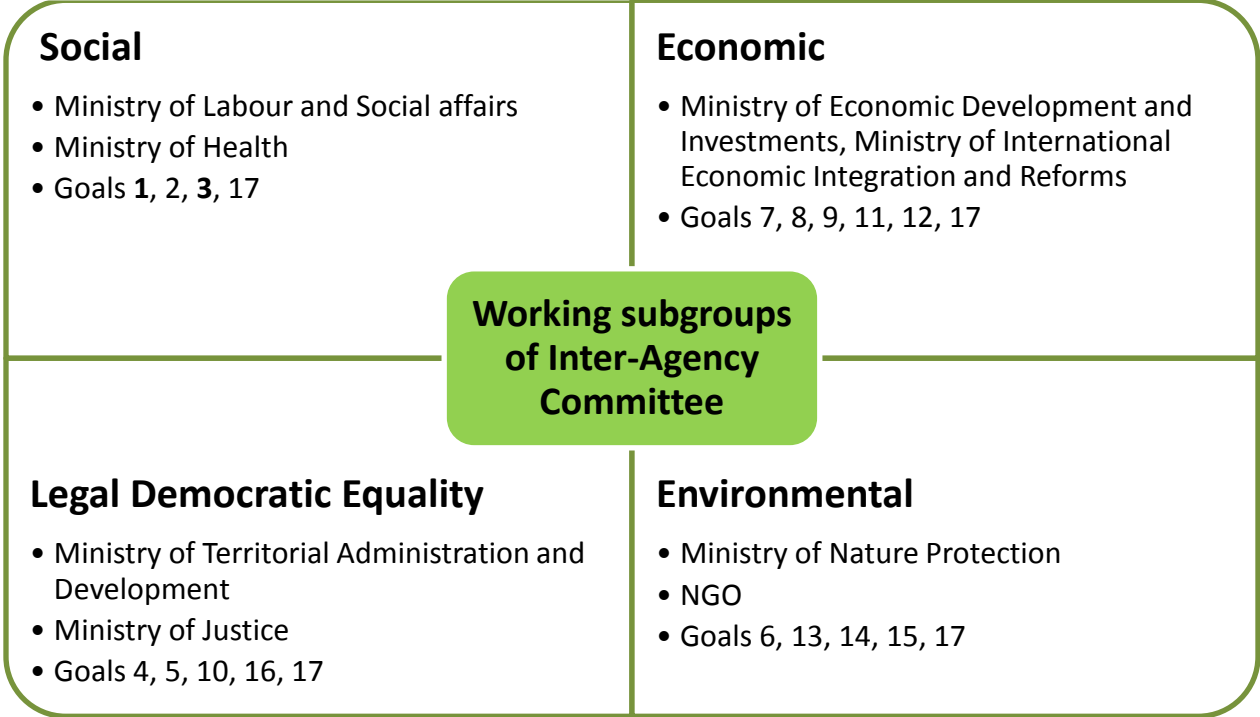 Social
• Ministry of Labour and Social affairs
• Ministry of Health
• Goals 1, 2, 3, 17
Economic
• Ministry of Economic Development and
Investments, Ministry of International
Economic Integration and Reforms
• Goals 7, 8, 9, 11, 12, 17
Working subgroups
of Inter-Agency
Committee
Legal Democratic Equality
• Ministry of Territorial Administration and
Development
• Ministry of Justice
• Goals 4, 5, 10, 16, 17
Environmental
• Ministry of Nature Protection
• NGO
• Goals 6, 13, 14, 15, 17